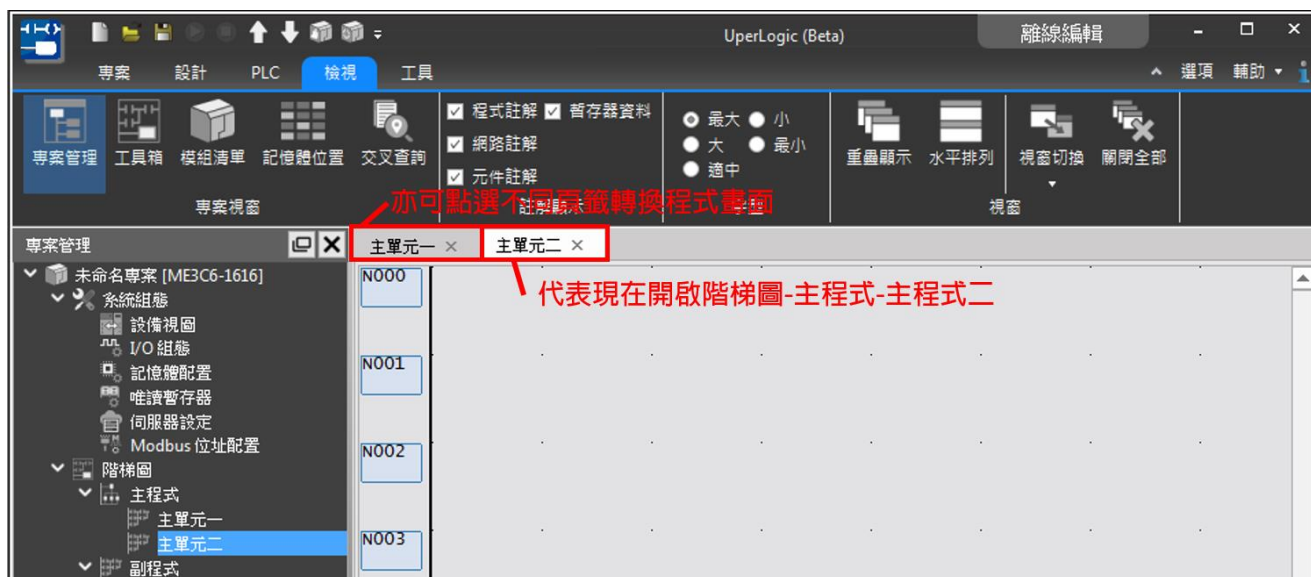 UperLogic (Beta)
離線編輯
專案 設計 PLC 檢視 工具
選項 輔助
專案管理 工具箱 模組清單 記憶體位置 交叉查詢
專案視窗
程式註解 暫存器資料
網路註解
元件註解
註解顯示
最大 小
大 最小
適中
字型
重疊顯示 水平排列 視窗切換 關閉全部
視窗
亦可點選不同頁籤轉換程式畫面
專案管理
主單元一 主單元二
代表現在開啟階梯圖-主程式-主程式二
未命名專案 [ME3C6-1616]
系統組態
設備視圖
I/O 組態
記憶體配置
唯讀暫存器
伺服器設定
Modbus 位址配置
階梯圖
主程式
主單元一
主單元二
副程式
N000
N001
N002
N003